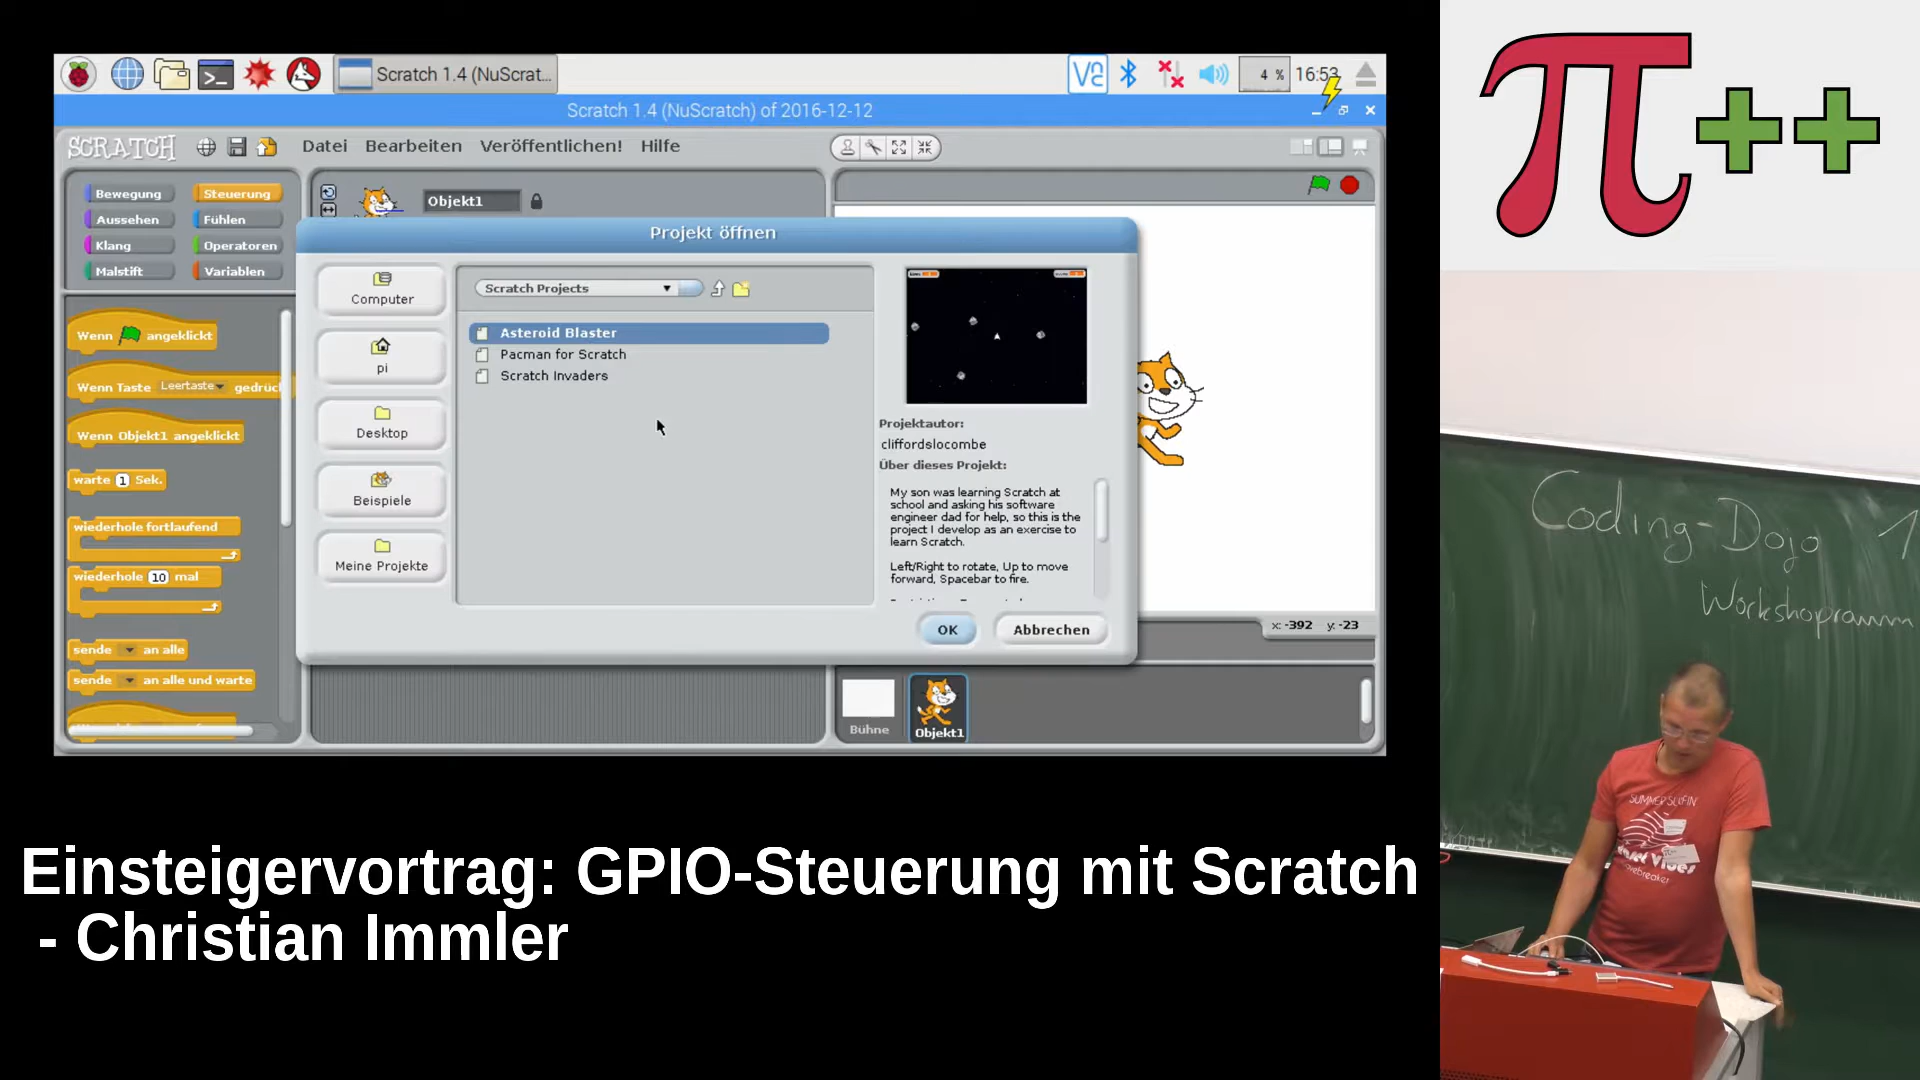 Scratch 1.4 (NuScrat...
4 %
16:53
Scratch 1.4 (NuScratch) of 2016-12-12
SCRATCH
Datei Bearbeiten Veröffentlichen! Hilfe
Bewegung Steuerung
Aussehen Fühlen
Klang Operatoren
Malstift Variablen
Objekt1
Projekt öffnen
Computer
pi
Desktop
Beispiele
Meine Projekte
Scratch Projects
Asteroid Blaster
Pacman for Scratch
Scratch Invaders
Projektautor:
cliffordslocombe
Über dieses Projekt:
My son was learning Scratch at
school and asking his software
engineer dad for help, so this is the
project I develop as an exercise to
learn Scratch.
Left/Right to rotate, Up to move
forward, Spacebar to fire.
OK Abbrechen
Wenn angeklickt
Wenn Taste Leertaste gedrück
Wenn Objekt1 angeklickt
warte 1 Sek.
wiederhole fortlaufend
wiederhole 10 mal
sende an alle
sende an alle und warte
x: -392 y: -23
Bühne
Objekt1
π++
Coding-Dojo 1
Workshopraum
SUMMER SURFIN
Einsteigervortrag: GPIO-Steuerung mit Scratch
- Christian Immler